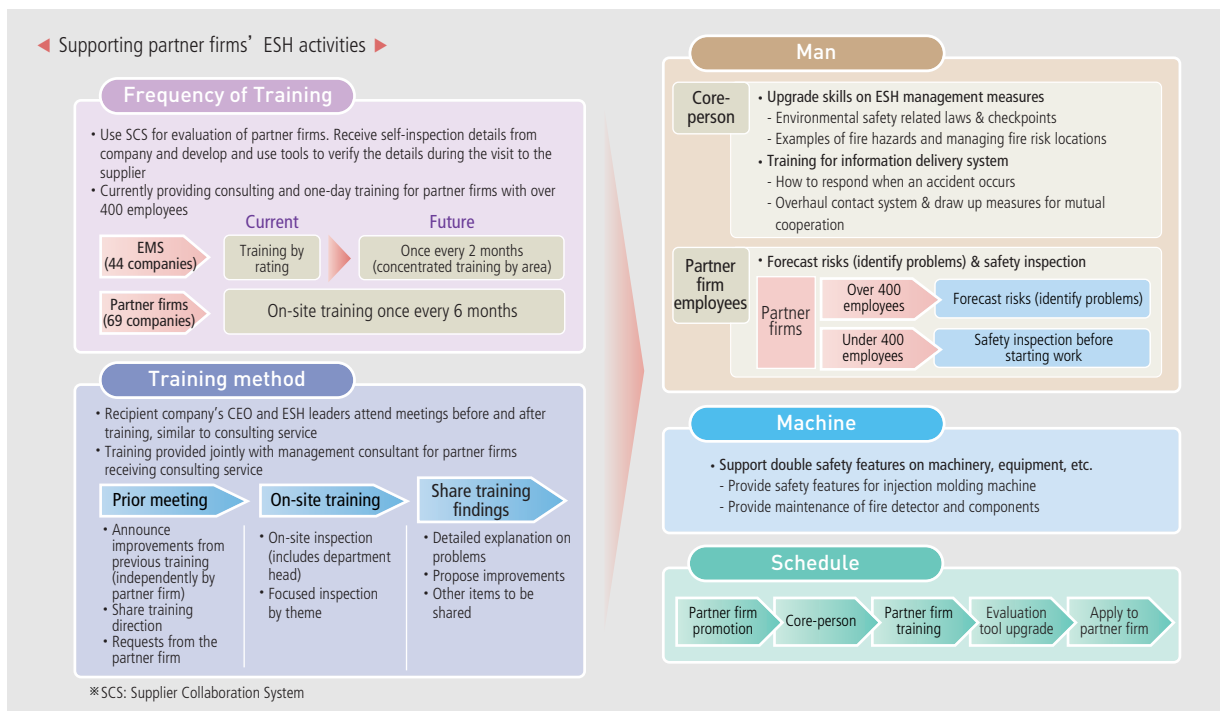 ◀ Supporting partner firms’ ESH activities ▶
Frequency of Training
• Use SCS for evaluation of partner firms. Receive self-inspection details from
company and develop and use tools to verify the details during the visit to the
supplier
• Currently providing consulting and one-day training for partner firms with over
400 employees
Current
Future
EMS
(44 companies)
Training by
rating
Once every 2 months
(concentrated training by area)
Partner firms
(69 companies)
On-site training once every 6 months
Training method
• Recipient company’s CEO and ESH leaders attend meetings before and after
training, similar to consulting service
• Training provided jointly with management consultant for partner firms
receiving consulting service
Prior meeting
• Announce
improvements from
previous training
(independently by
partner firm)
• Share training
direction
• Requests from the
partner firm
On-site training
• On-site inspection
(includes department
head)
• Focused inspection
by theme
Share training
findings
• Detailed explanation on
problems
• Propose improvements
• Other items to be
shared
※SCS: Supplier Collaboration System
Man
Core-
person
• Upgrade skills on ESH management measures
- Environmental safety related laws & checkpoints
- Examples of fire hazards and managing fire risk locations
• Training for information delivery system
- How to respond when an accident occurs
- Overhaul contact system & draw up measures for mutual
cooperation
Partner
firm
employees
• Forecast risks (identify problems) & safety inspection
Partner
firms
Over 400
employees
Forecast risks (identify problems)
Under 400
employees
Safety inspection before
starting work
Machine
• Support double safety features on machinery, equipment, etc.
- Provide safety features for injection molding machine
- Provide maintenance of fire detector and components
Schedule
Partner firm
promotion
Core-person
Partner firm
training
Evaluation
tool upgrade
Apply to
partner firm